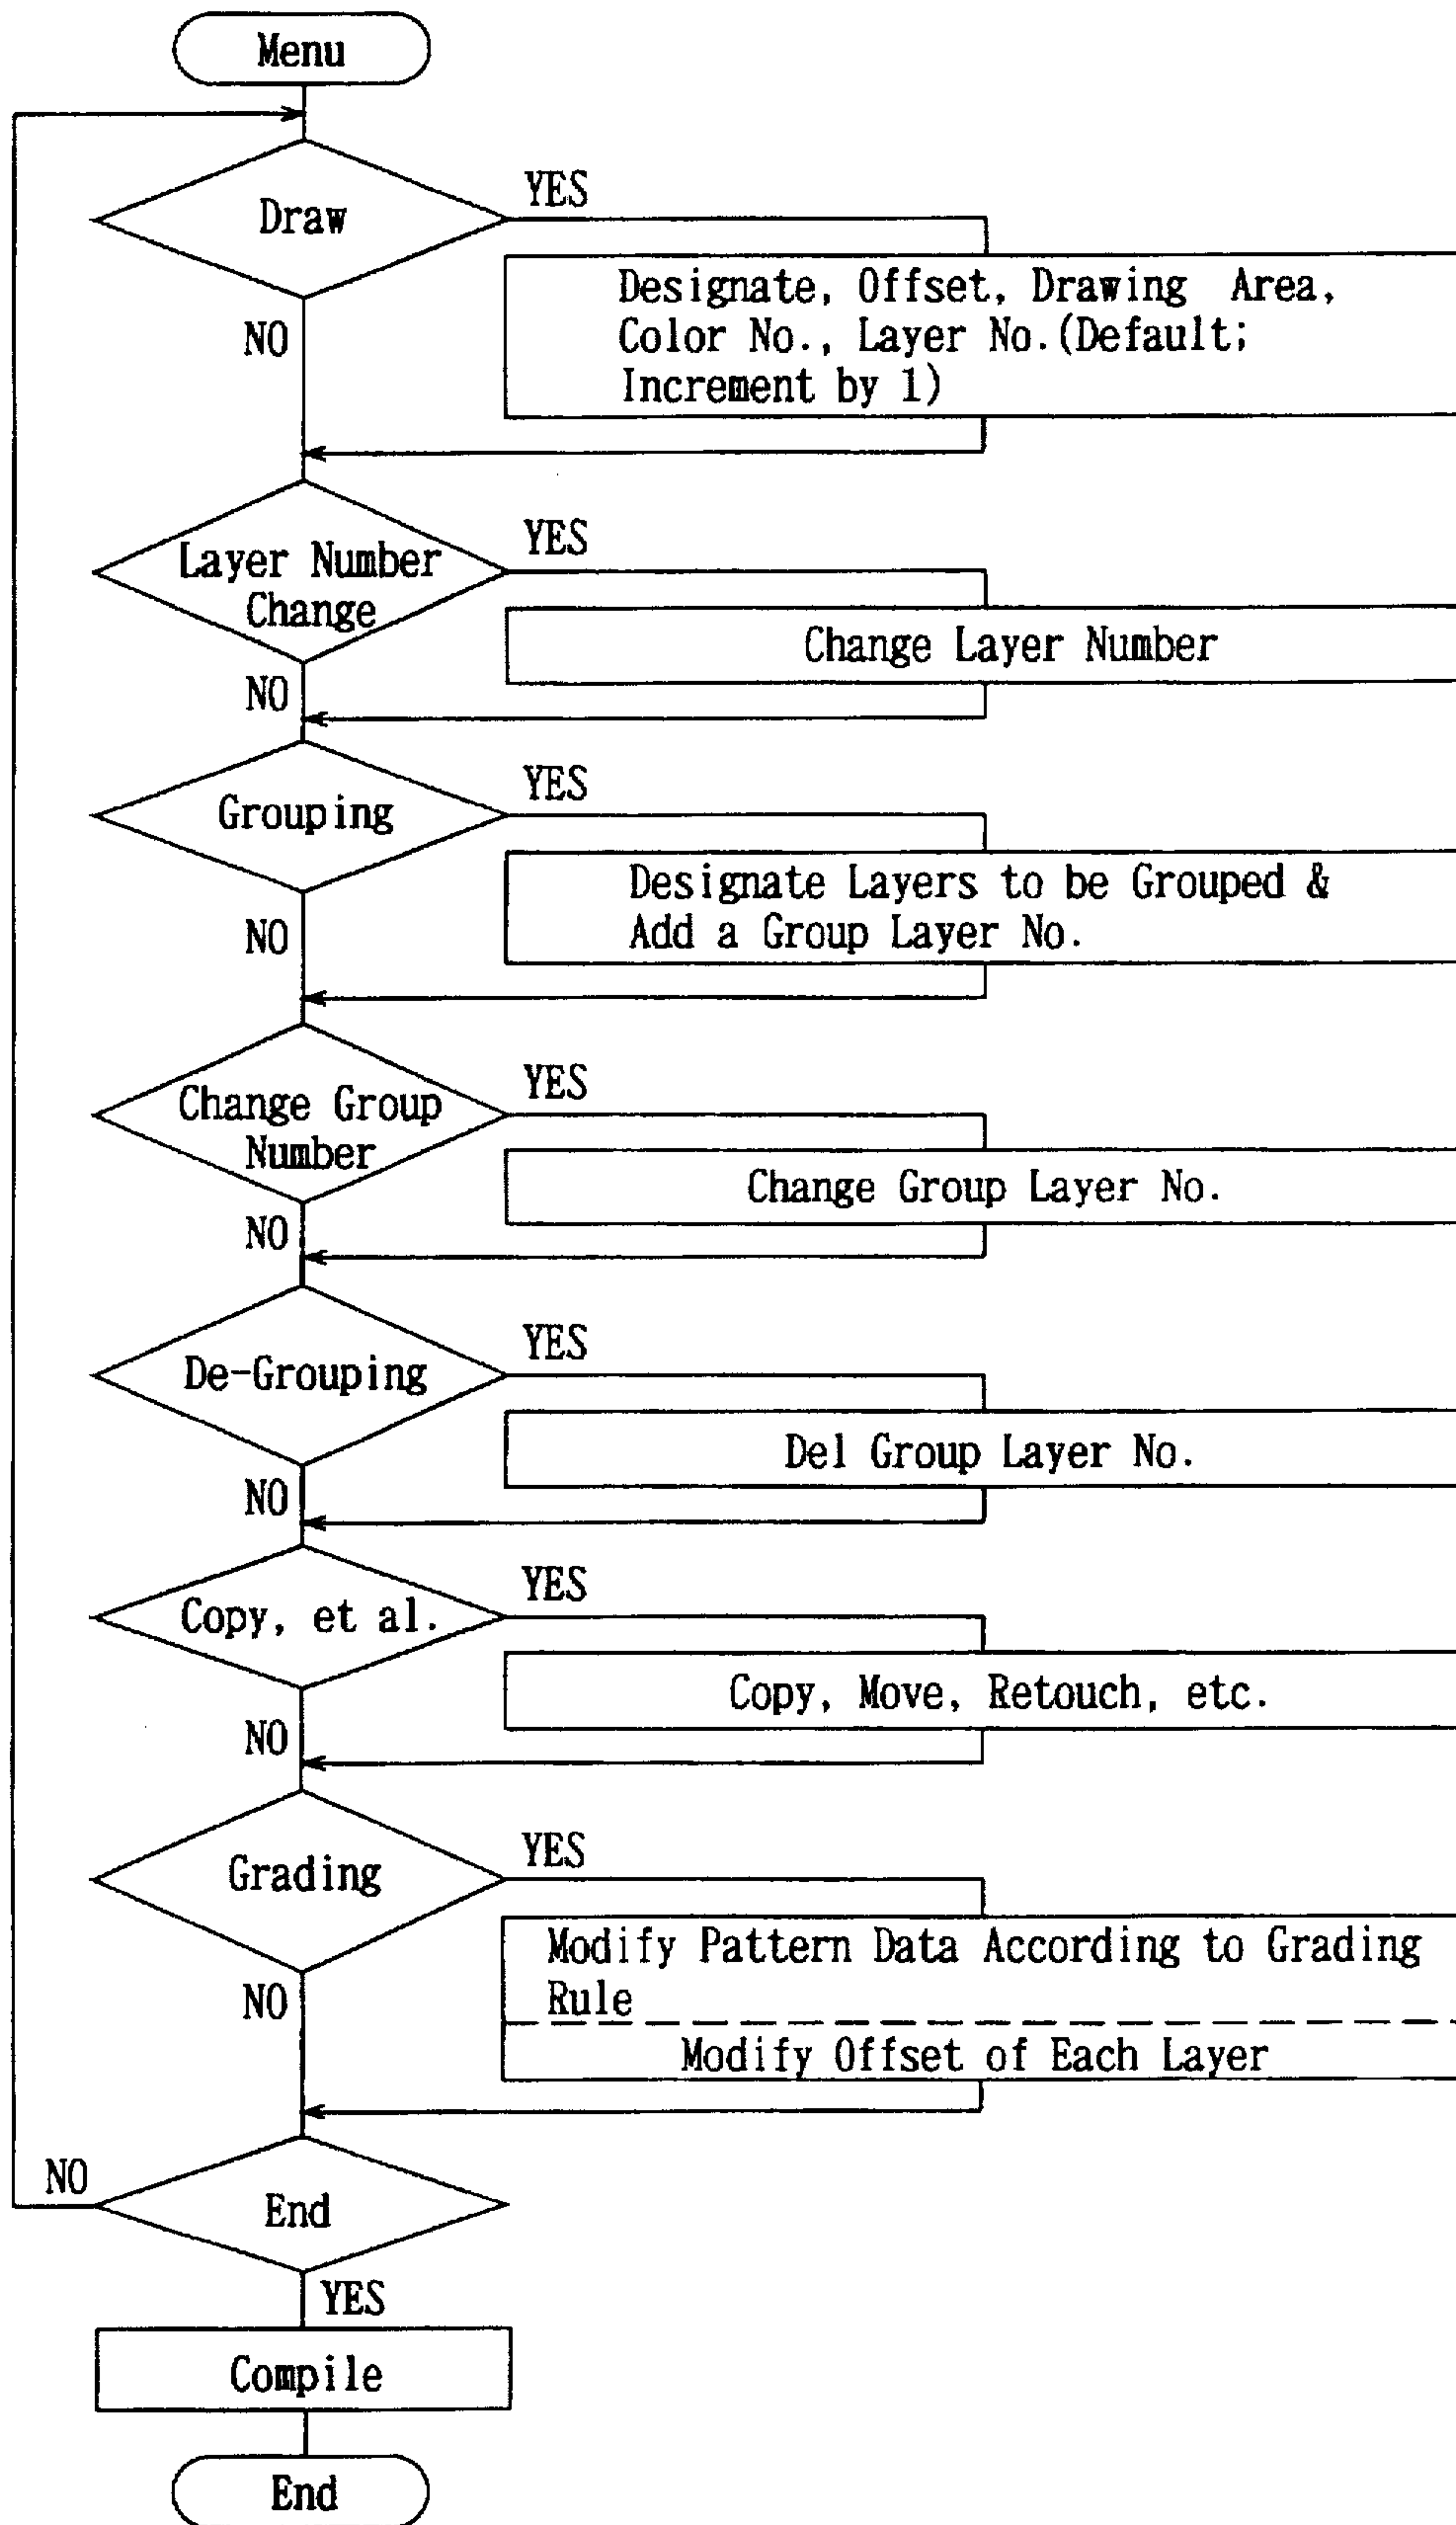 Menu
Draw
YES
Designate, Offset, Drawing Area,
Color No., Layer No.(Default;
Increment by 1)
NO
Layer Number
Change
YES
Change Layer Number
NO
Grouping
YES
Designate Layers to be Grouped &
Add a Group Layer No.
NO
Change Group
Number
YES
Change Group Layer No.
NO
De-Grouping
YES
Del Group Layer No.
NO
Copy, et al.
YES
Copy, Move, Retouch, etc.
NO
Grading
YES
Modify Pattern Data According to Grading
Rule
Modify Offset of Each Layer
NO
End
NO
YES
Compile
End